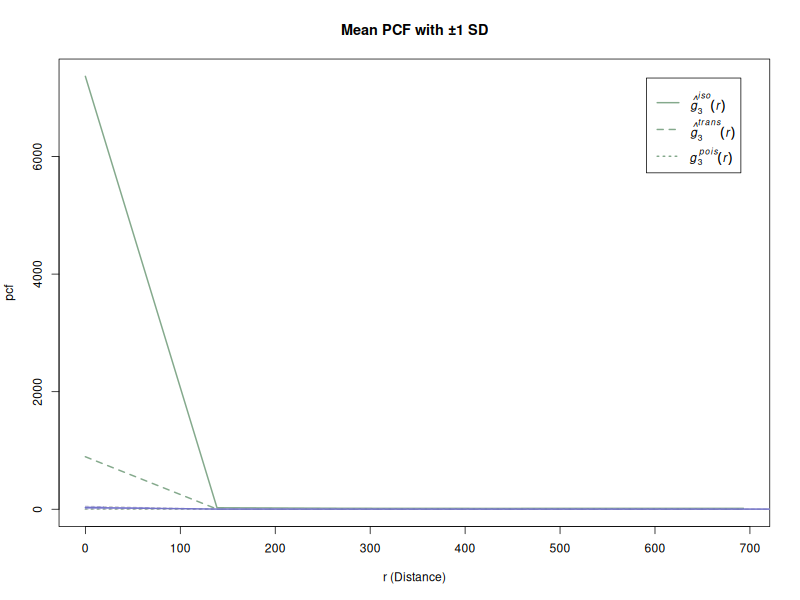 Mean PCF with ±1 SD
ĝ₃ⁱˢᵒ(r)
ĝ₃ᵗʳᵃⁿˢ(r)
g₃ᵖᵒⁱˢ(r)
pcf
6000
4000
2000
0
0 100 200 300 400 500 600 700
r (Distance)